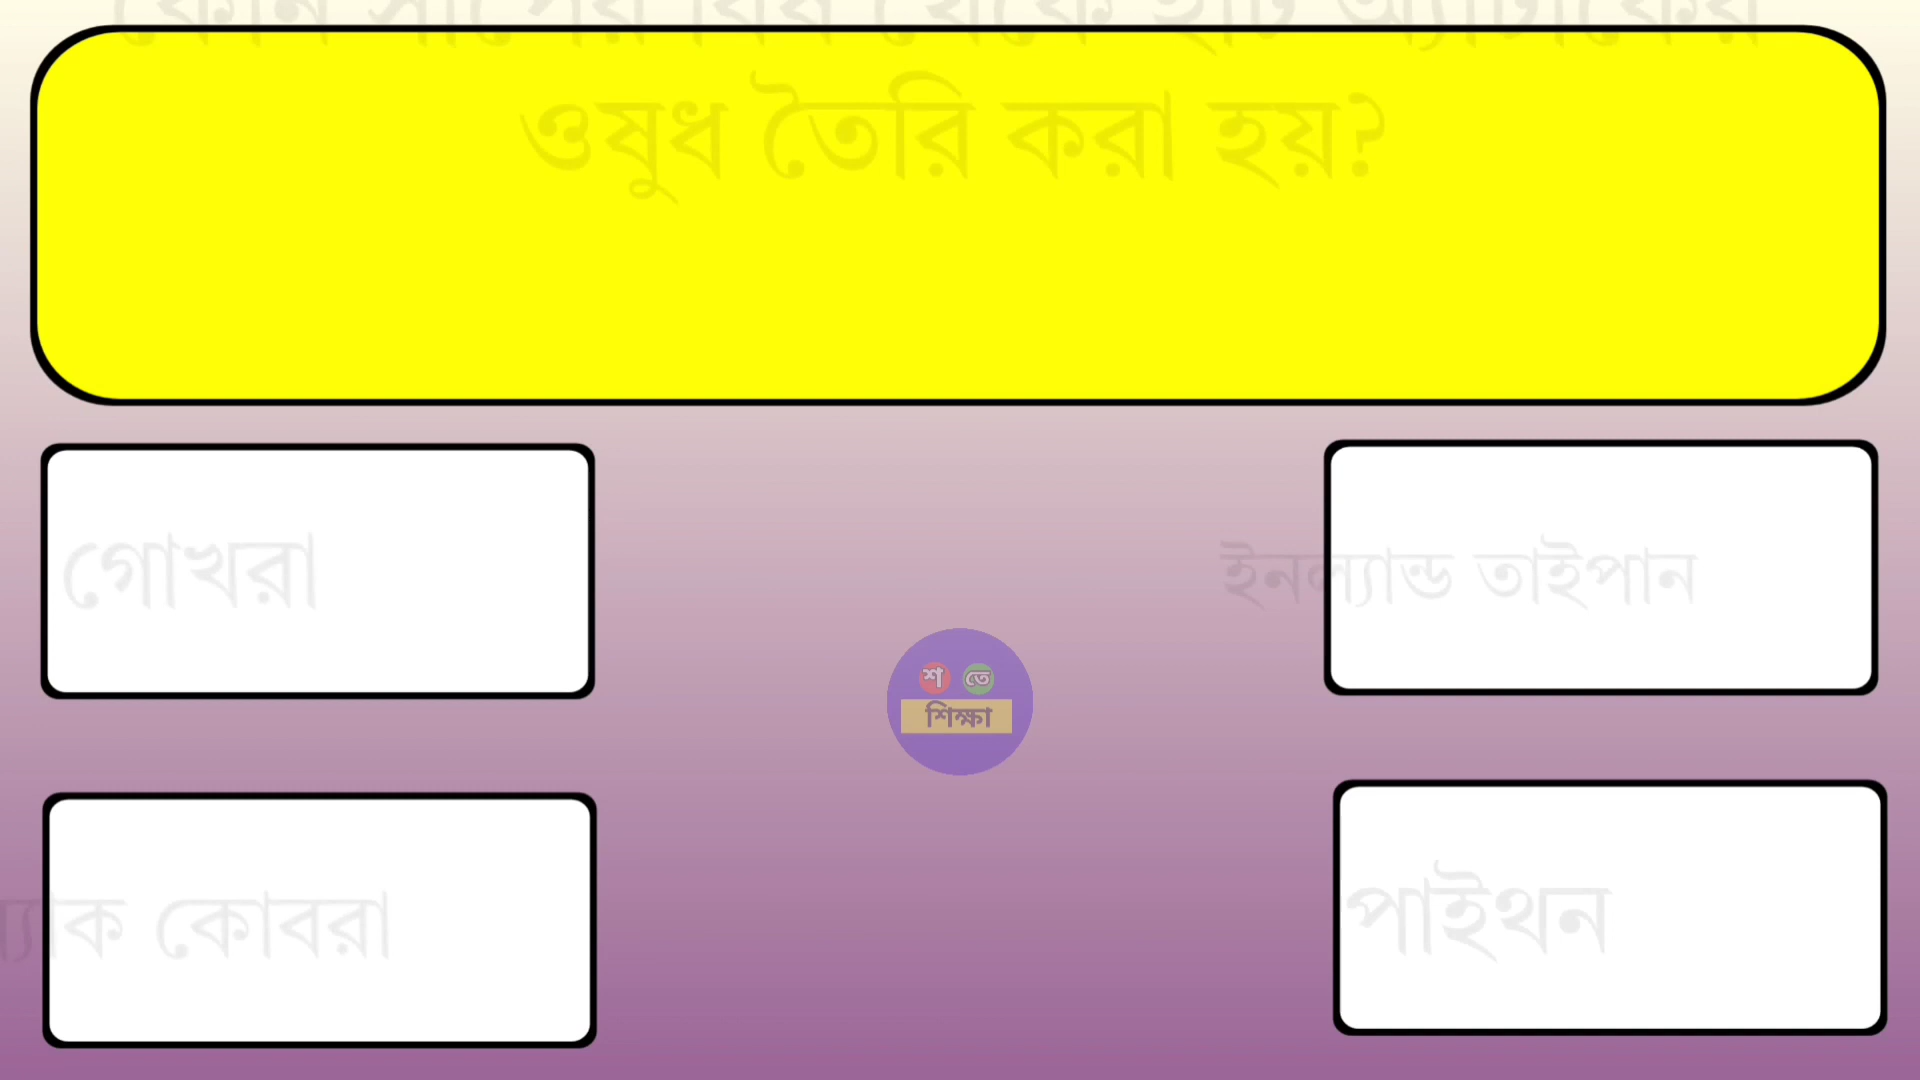 কোন সাপের বিষ থেকে হার্ট অ্যাটাকের
ওষুধ তৈরি করা হয়?
গোখরা
ইনল্যান্ড তাইপান
শ তে
শিক্ষা
কোবরা
পাইথন